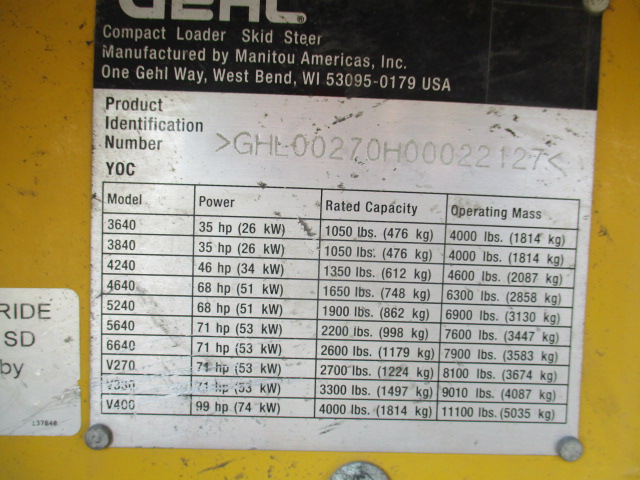 GEHL®
Compact Loader Skid Steer
Manufactured by Manitou Americas, Inc.
One Gehl Way, West Bend, WI 53095-0179 USA
Product
Identification
Number >GHL00270H00022127<
YOC
Model Power Rated Capacity Operating Mass
3640 35 hp (26 kW) 1050 lbs. (476 kg) 4000 lbs. (1814 kg)
3840 35 hp (26 kW) 1050 lbs. (476 kg) 4000 lbs. (1814 kg)
4240 46 hp (34 kW) 1350 lbs. (612 kg) 4600 lbs. (2087 kg)
4640 68 hp (51 kW) 1650 lbs. (748 kg) 6300 lbs. (2858 kg)
5240 68 hp (51 kW) 1900 lbs. (862 kg) 6900 lbs. (3130 kg)
5640 71 hp (53 kW) 2200 lbs. (998 kg) 7600 lbs. (3447 kg)
6640 71 hp (53 kW) 2600 lbs. (1179 kg) 7900 lbs. (3583 kg)
V270 71 hp (53 kW) 2700 lbs. (1224 kg) 8100 lbs. (3674 kg)
V330 71 hp (53 kW) 3300 lbs. (1497 kg) 9010 lbs. (4087 kg)
V400 99 hp (74 kW) 4000 lbs. (1814 kg) 11100 lbs. (5035 kg)
RIDE
SD
by
137848